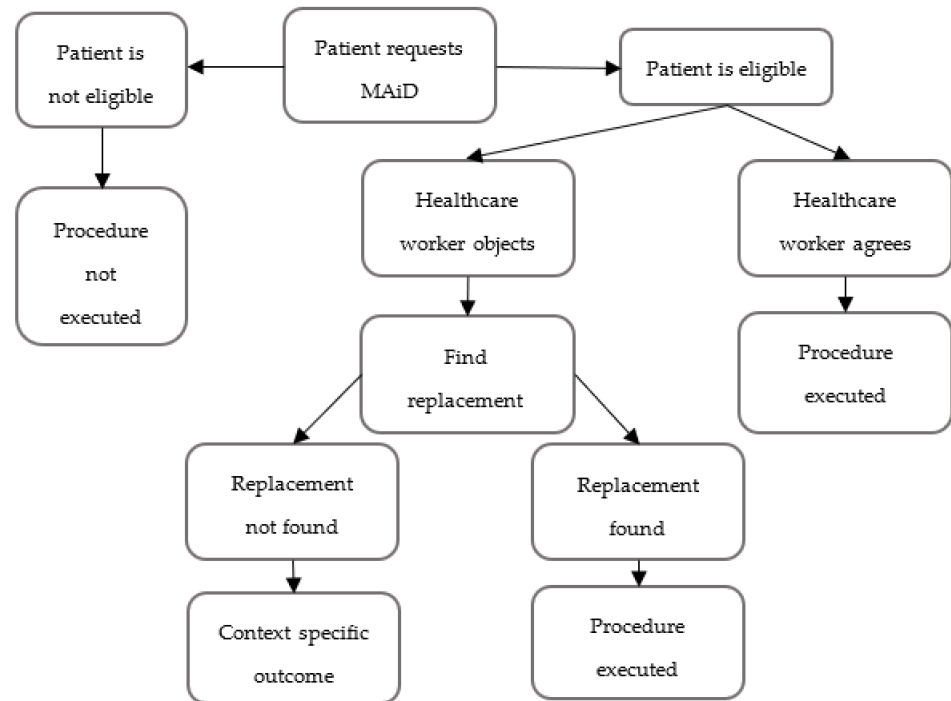 Patient is
not eligible
Patient requests
MAiD
Patient is eligible
Procedure
not
executed
Healthcare
worker objects
Healthcare
worker agrees
Find
replacement
Procedure
executed
Replacement
not found
Replacement
found
Context specific
outcome
Procedure
executed